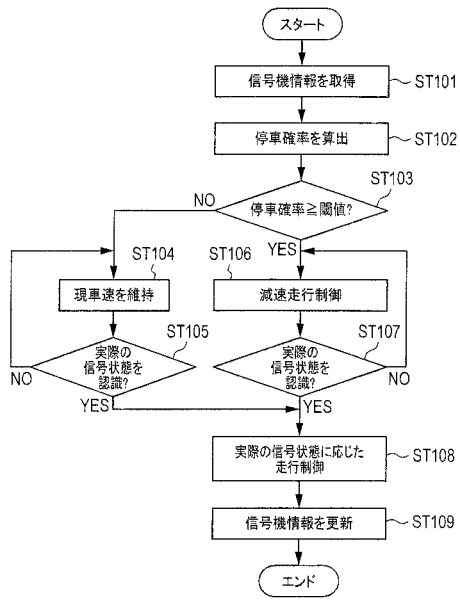 スタート
信号機情報を取得
ST101
停車確率を算出
ST102
ST103
停車確率≧閾値?
NO
YES
ST104
現車速を維持
ST106
減速走行制御
ST105
実際の
信号状態を
認識?
NO
YES
ST107
実際の
信号状態を
認識?
NO
YES
実際の信号状態に応じた
走行制御
ST108
信号機情報を更新
ST109
エンド